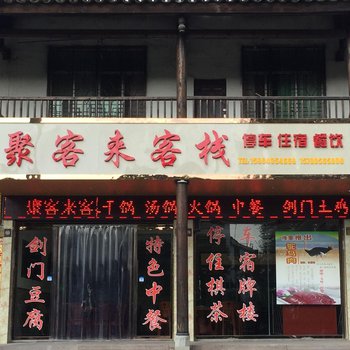 聚客来客栈
停车 住宿 餐饮
聚客来客栈 干锅 汤锅 火锅 中餐 剑门土鸡
剑门豆腐
特色中餐
停住棋茶
车宿牌楼